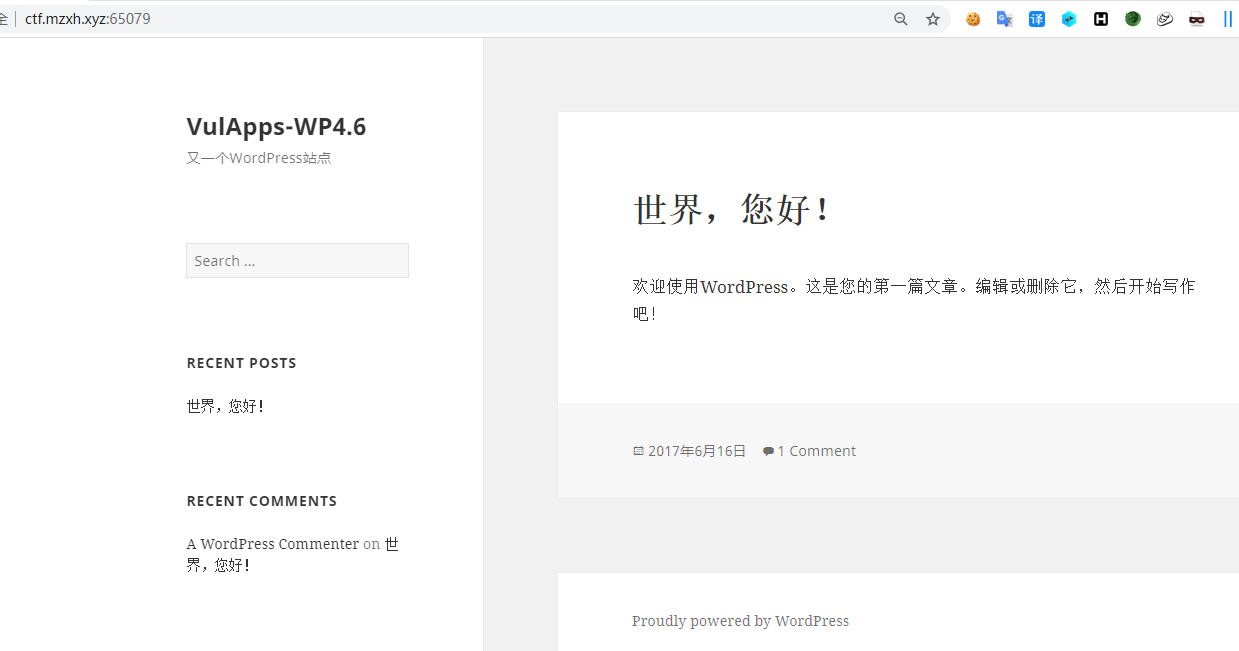 全 ctf.mzxh.xyz:65079
VulApps-WP4.6
又一个WordPress站点
Search ...
RECENT POSTS
世界，您好！
RECENT COMMENTS
A WordPress Commenter on 世
界，您好！
世界，您好！
欢迎使用WordPress。这是您的第一篇文章。编辑或删除它，然后开始写作
吧！
2017年6月16日 1 Comment
Proudly powered by WordPress